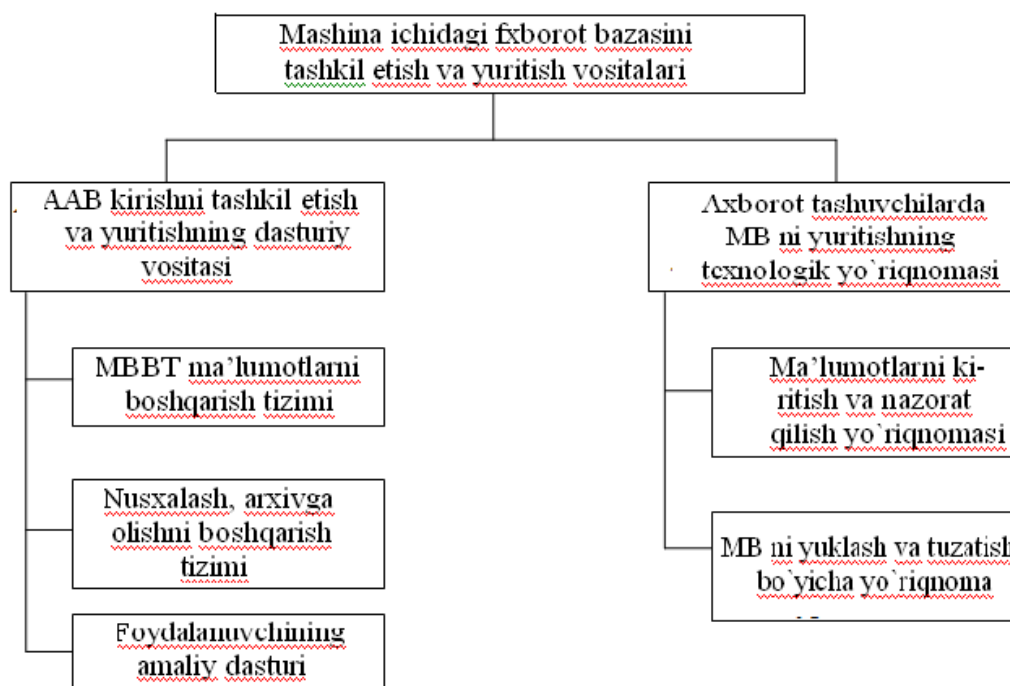 Mashina ichidagi fxborot bazasini
tashkil etish va yuritish vositalari
AAB kirishni tashkil etish
va yuritishning dasturiy
vositasi
Axborot tashuvchilarda
MB ni yuritishning
texnologik yo`riqnomasi
MBBT ma’lumotlarni
boshqarish tizimi
Nusxalash, arxivga
olishni boshqarish
tizimi
Foydalanuvchining
amaliy dasturi
Ma’lumotlarni ki-
ritish va nazorat
qilish yo`riqnomasi
MB ni yuklash va tuzatish
bo`yicha yo`riqnoma